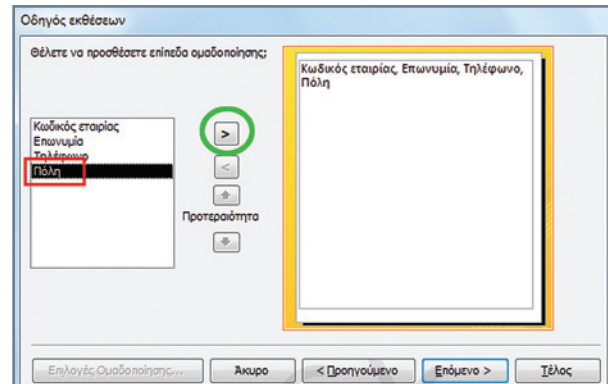 Οδηγός εκθέσεων
Θέλετε να προσθέσετε επίπεδα ομαδοποίησης;
Κωδικός εταιρίας
Επωνυμία
Τηλέφωνο
Πόλη
>
<
Προτεραιότητα
Κωδικός εταιρίας, Επωνυμία, Τηλέφωνο,
Πόλη
Επιλογές Ομαδοποίησης...
Άκυρο
< Προηγούμενο
Επόμενο >
Τέλος